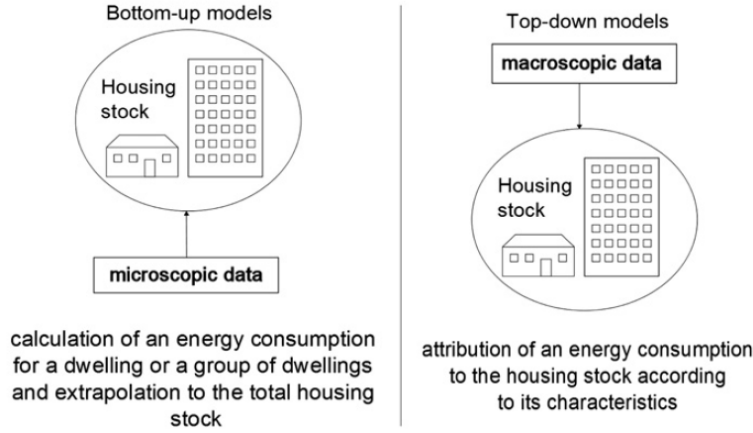 Bottom-up models
Housing
stock
microscopic data
calculation of an energy consumption
for a dwelling or a group of dwellings
and extrapolation to the total housing
stock
Top-down models
macroscopic data
Housing
stock
attribution of an energy consumption
to the housing stock according
to its characteristics